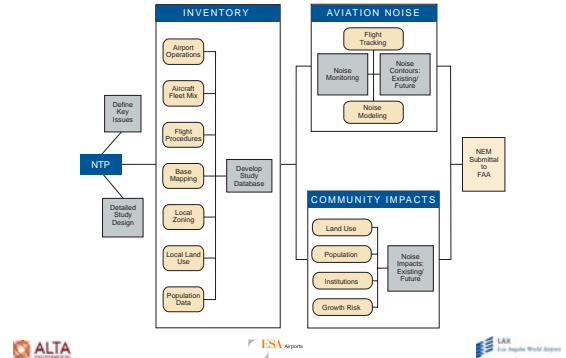 INVENTORY
Airport
Operations
Aircraft
Fleet Mix
Flight
Procedures
Base
Mapping
Local
Zoning
Local Land
Use
Population
Data
Develop
Study
Database
Define
Key
Issues
NTP
Detailed
Study
Design
AVIATION NOISE
Flight
Tracking
Noise
Monitoring
Noise
Contours:
Existing/
Future
Noise
Modeling
COMMUNITY IMPACTS
Land Use
Population
Institutions
Growth Risk
Noise
Impacts:
Existing/
Future
NEM
Submittal
to
FAA
ALTA
ESA Airports
LAX
Los Angeles World Airports